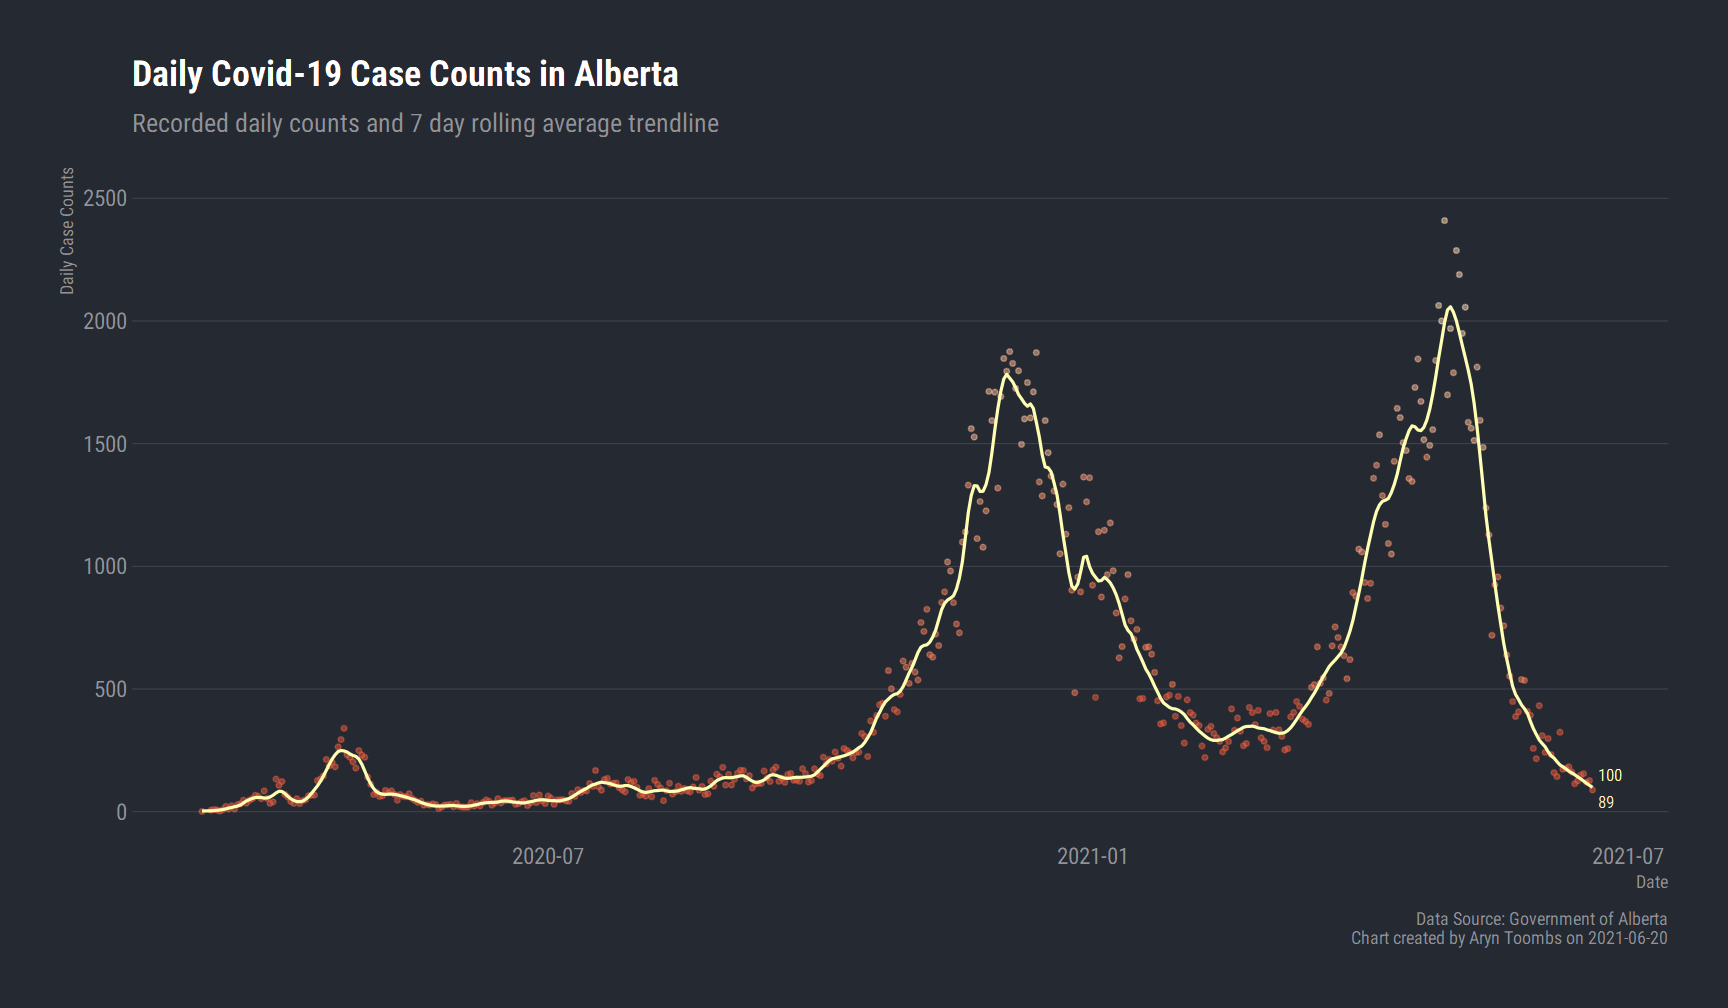 Daily Covid-19 Case Counts in Alberta
Recorded daily counts and 7 day rolling average trendline
Daily Case Counts
2500
2000
1500
1000
500
0
100
89
2020-07
2021-01
2021-07
Date
Data Source: Government of Alberta
Chart created by Aryn Toombs on 2021-06-20